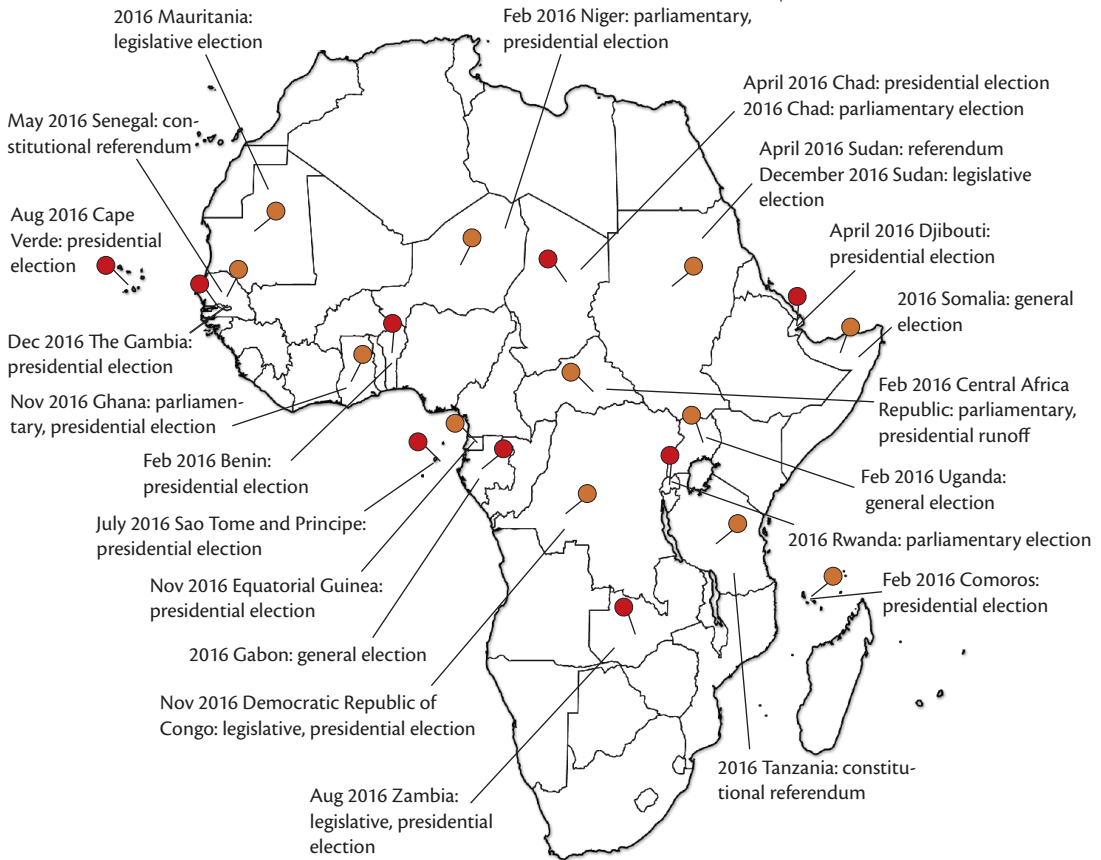 2016 Mauritania:
legislative election
Feb 2016 Niger: parliamentary,
presidential election
April 2016 Chad: presidential election
2016 Chad: parliamentary election
May 2016 Senegal: con-
stitutional referendum
April 2016 Sudan: referendum
December 2016 Sudan: legislative
election
Aug 2016 Cape
Verde: presidential
election
April 2016 Djibouti:
presidential election
2016 Somalia: general
election
Dec 2016 The Gambia:
presidential election
Nov 2016 Ghana: parliamen-
tary, presidential election
Feb 2016 Central Africa
Republic: parliamentary,
presidential runoff
Feb 2016 Benin:
presidential election
Feb 2016 Uganda:
general election
July 2016 Sao Tome and Principe:
presidential election
2016 Rwanda: parliamentary election
Nov 2016 Equatorial Guinea:
presidential election
Feb 2016 Comoros:
presidential election
2016 Gabon: general election
Nov 2016 Democratic Republic of
Congo: legislative, presidential election
2016 Tanzania: constitu-
tional referendum
Aug 2016 Zambia:
legislative, presidential
election